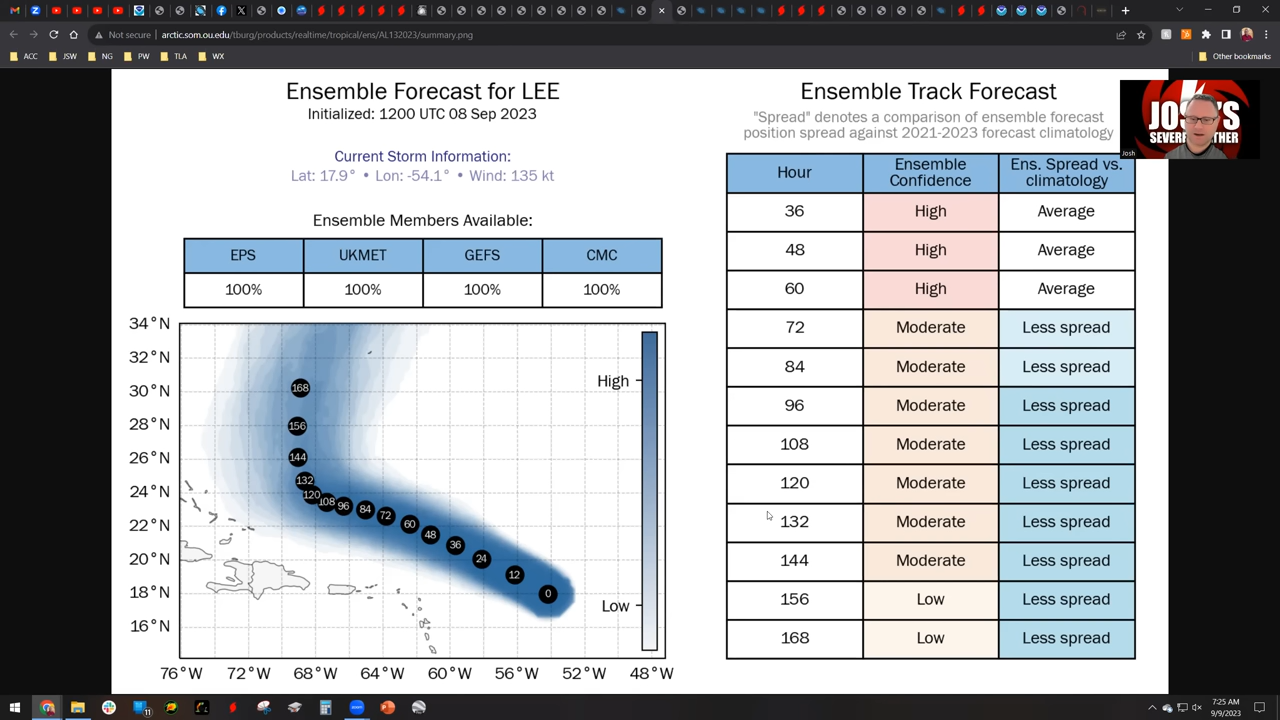 Not secure arctic.som.ou.edu/tburg/products/realtime/tropical/ens/AL132023/summary.png
ACC JSW NG PW TLA WX Other bookmarks
Ensemble Forecast for LEE
Initialized: 1200 UTC 08 Sep 2023
Current Storm Information:
Lat: 17.9° • Lon: -54.1° • Wind: 135 kt
Ensemble Members Available:
EPS UKMET GEFS CMC
100% 100% 100% 100%
34°N
32°N
30°N
28°N
26°N
24°N
22°N
20°N
18°N
16°N
76°W 72°W 68°W 64°W 60°W 56°W 52°W 48°W
168
156
144
132
120
108
96
84
72
60
48
36
24
12
0
High
Low
Ensemble Track Forecast
"Spread" denotes a comparison of ensemble forecast
position spread against 2021-2023 forecast climatology
Hour Ensemble Confidence Ens. Spread vs. climatology
36 High Average
48 High Average
60 High Average
72 Moderate Less spread
84 Moderate Less spread
96 Moderate Less spread
108 Moderate Less spread
120 Moderate Less spread
132 Moderate Less spread
144 Moderate Less spread
156 Low Less spread
168 Low Less spread
Josh
11
7:25 AM
9/9/2023